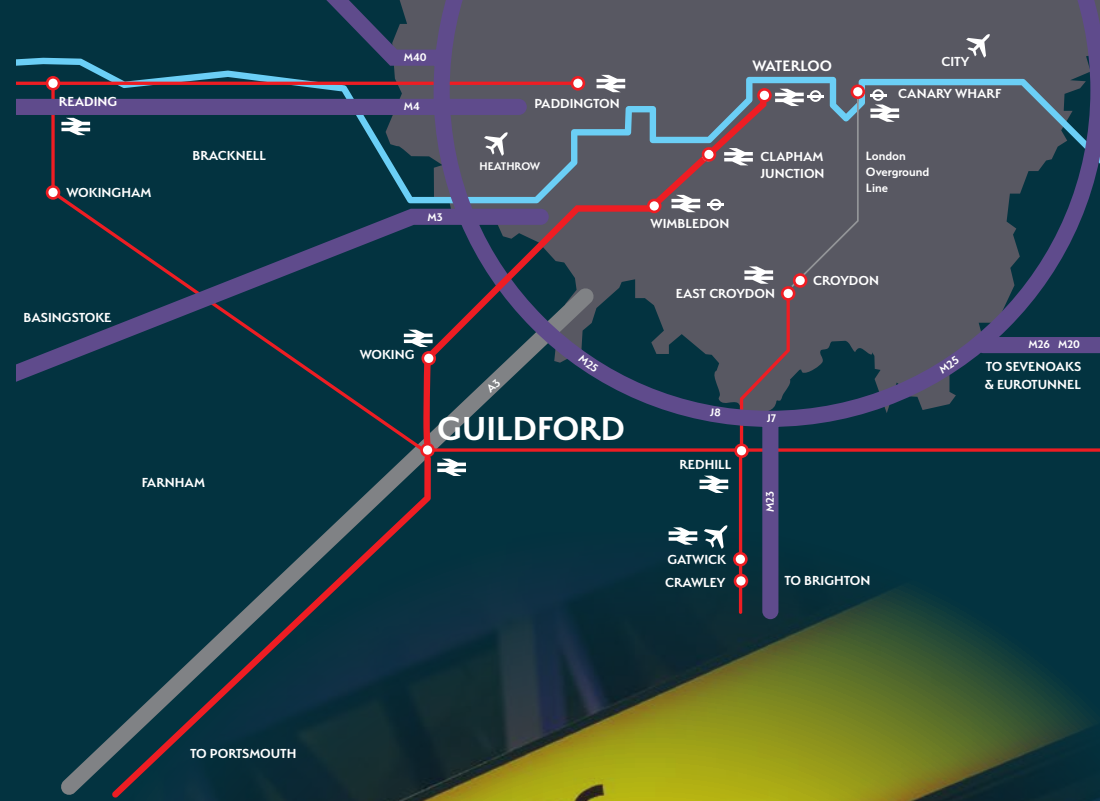 M40
WATERLOO
CITY
READING
M4
PADDINGTON
CANARY WHARF
BRACKNELL
HEATHROW
CLAPHAM
JUNCTION
London
Overground
Line
WOKINGHAM
M3
WIMBLEDON
EAST CROYDON
CROYDON
BASINGSTOKE
WOKING
M25
M25
M26 M20
TO SEVENOAKS
& EUROTUNNEL
A3
J8
J7
GUILDFORD
REDHILL
FARNHAM
M23
GATWICK
CRAWLEY
TO BRIGHTON
TO PORTSMOUTH